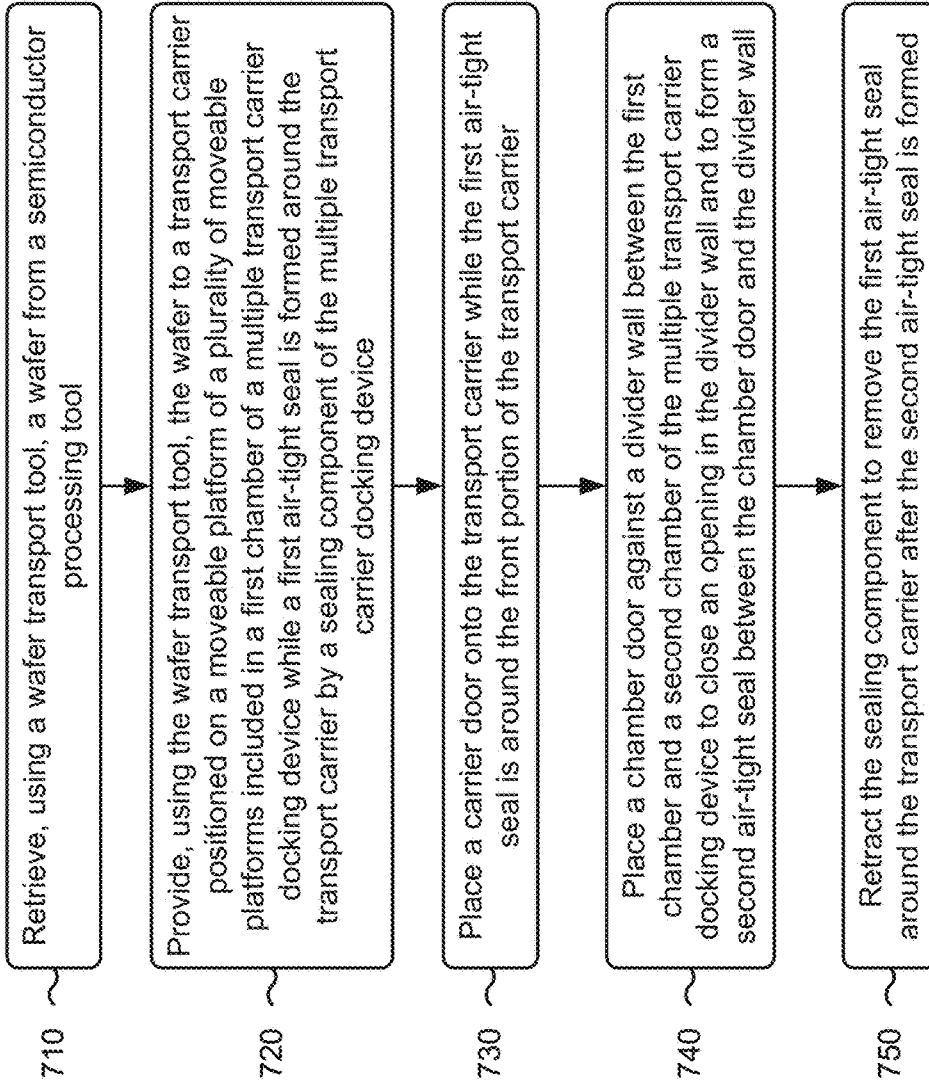 710
Retrieve, using a wafer transport tool, a wafer from a semiconductor
processing tool
720
Provide, using the wafer transport tool, the wafer to a transport carrier
positioned on a moveable platform of a plurality of moveable
platforms included in a first chamber of a multiple transport carrier
docking device while a first air-tight seal is formed around the
transport carrier by a sealing component of the multiple transport
carrier docking device
730
Place a carrier door onto the transport carrier while the first air-tight
seal is around the front portion of the transport carrier
740
Place a chamber door against a divider wall between the first
chamber and a second chamber of the multiple transport carrier
docking device to close an opening in the divider wall and to form a
second air-tight seal between the chamber door and the divider wall
750
Retract the sealing component to remove the first air-tight seal
around the transport carrier after the second air-tight seal is formed